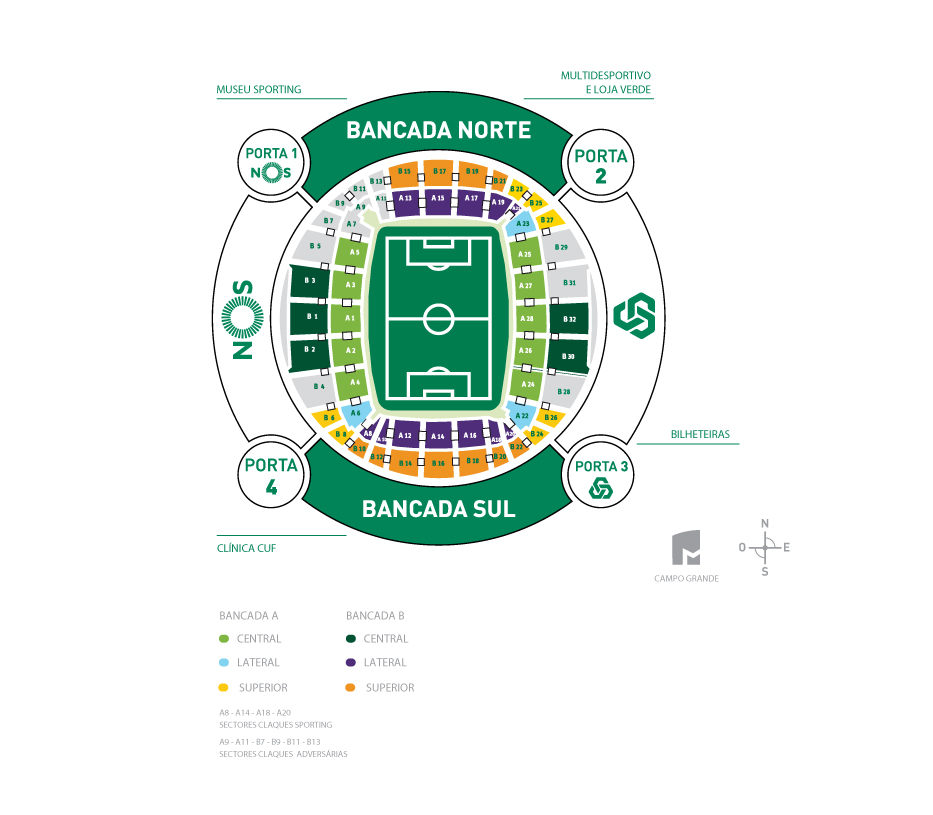 MULTIDESPORTIVO
E LOJA VERDE
MUSEU SPORTING
BANCADA NORTE
PORTA 1
NOS
PORTA
2
B 15
B 17
B 19
B 21
B 23
B 25
B 27
B 13
B 11
B 9
B 7
A 13
A 15
A 17
A 19
A 11
A 9
A 7
A 23
B 5
A 5
A 25
B 29
B 3
A 3
A 27
B 31
NOS
B 1
A 1
A 28
B 32
B 2
A 2
A 26
B 30
B 4
A 4
A 24
B 28
B 6
A 6
A 22
B 26
B 8
A 8
A 12
A 14
A 16
A 18
A 20
B 24
B 10
B 12
B 14
B 16
B 18
B 20
B 22
BILHETEIRAS
PORTA
4
PORTA 3
BANCADA SUL
CLÍNICA CUF
CAMPO GRANDE
N
O
E
S
BANCADA A
CENTRAL
LATERAL
SUPERIOR
BANCADA B
CENTRAL
LATERAL
SUPERIOR
A8 - A14 - A18 - A20
SECTORES CLAQUES SPORTING
A9 - A11 - B7 - B9 - B11 - B13
SECTORES CLAQUES ADVERSÁRIAS